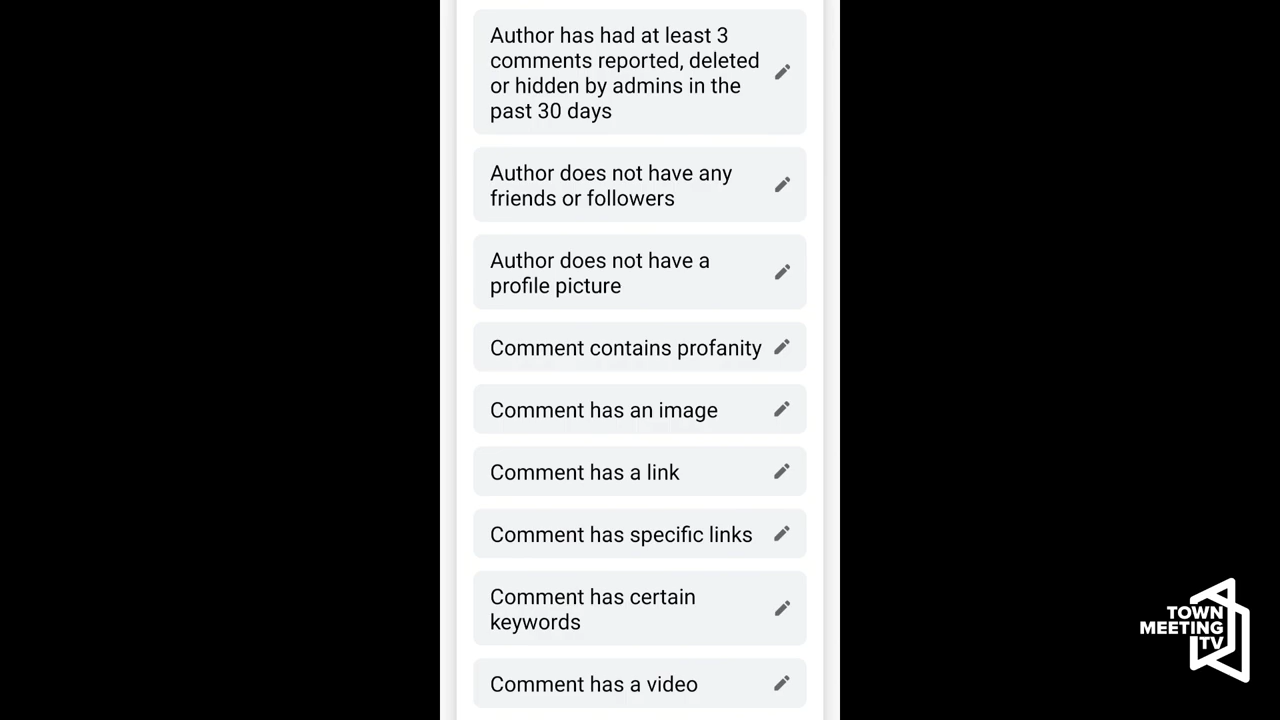 Author has had at least 3
comments reported, deleted
or hidden by admins in the
past 30 days
Author does not have any
friends or followers
Author does not have a
profile picture
Comment contains profanity
Comment has an image
Comment has a link
Comment has specific links
Comment has certain
keywords
Comment has a video
TOWN
MEETING
TV